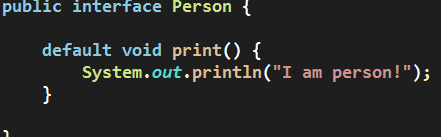 public interface Person {
    default void print() {
        System.out.println("I am person!");
    }
}